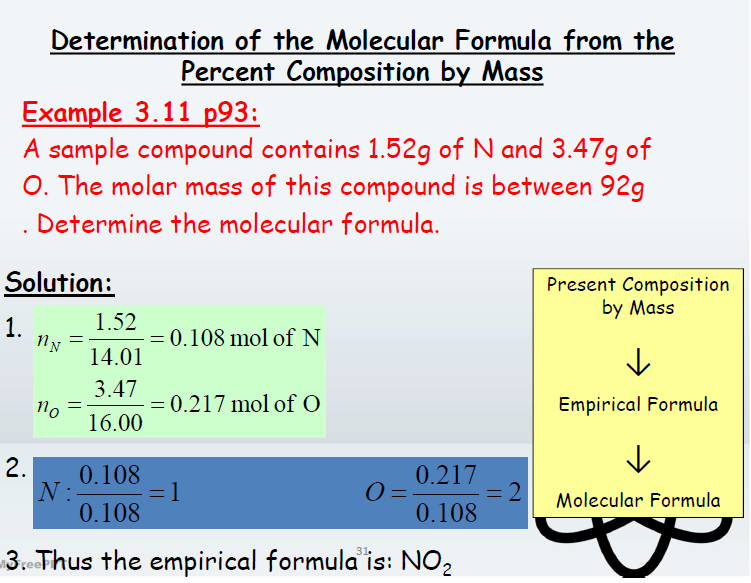 Determination of the Molecular Formula from the
Percent Composition by Mass
Example 3.11 p93:
A sample compound contains 1.52g of N and 3.47g of
O. The molar mass of this compound is between 92g
. Determine the molecular formula.
Solution:
1. n_N = 1.52/14.01 = 0.108 mol of N
n_O = 3.47/16.00 = 0.217 mol of O
2. N : 0.108/0.108 = 1 O = 0.217/0.108 = 2
3. Thus the empirical formula is: NO₂
31
Present Composition
by Mass
↓
Empirical Formula
↓
Molecular Formula